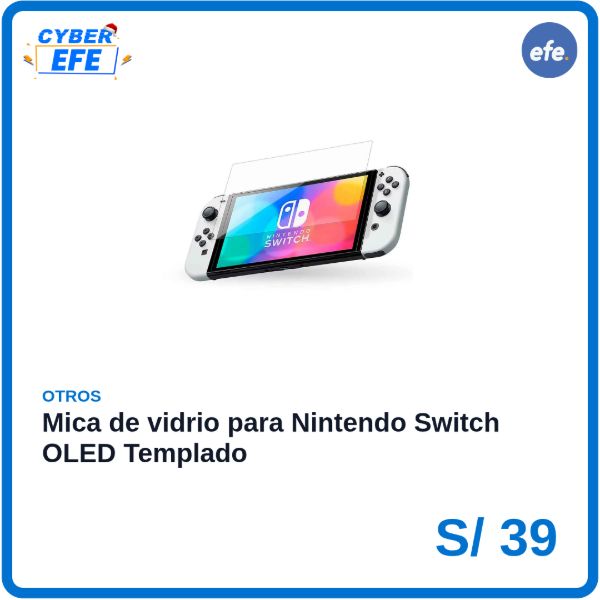 CYBER
EFE
efe.
NINTENDO
SWITCH
OTROS
Mica de vidrio para Nintendo Switch
OLED Templado
S/ 39